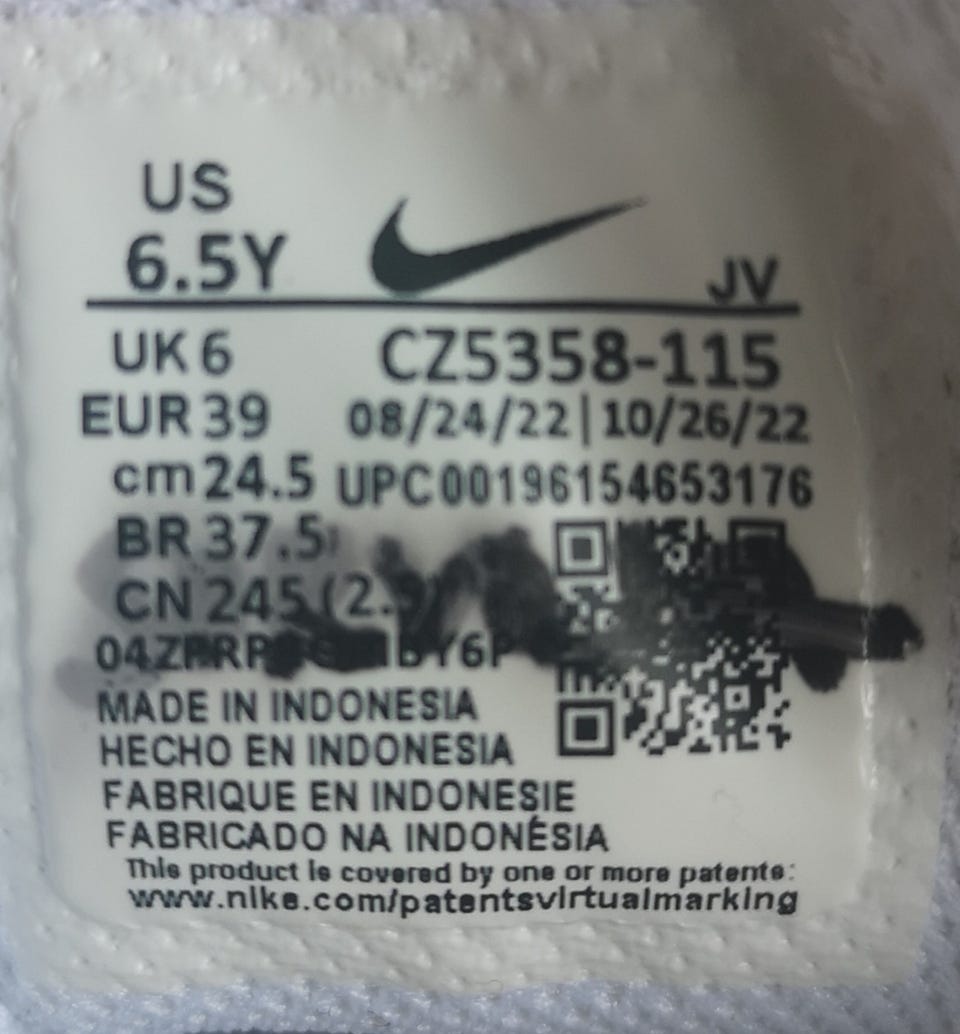 US
6.5Y
JV
UK 6 CZ5358-115
EUR 39 08/24/22|10/26/22
cm 24.5 UPC00196154653176
BR 37.5
CN 245
MADE IN INDONESIA
HECHO EN INDONESIA
FABRIQUE EN INDONESIE
FABRICADO NA INDONÉSIA
This product is covered by one or more patents:
www.nike.com/patentsvirtualmarking